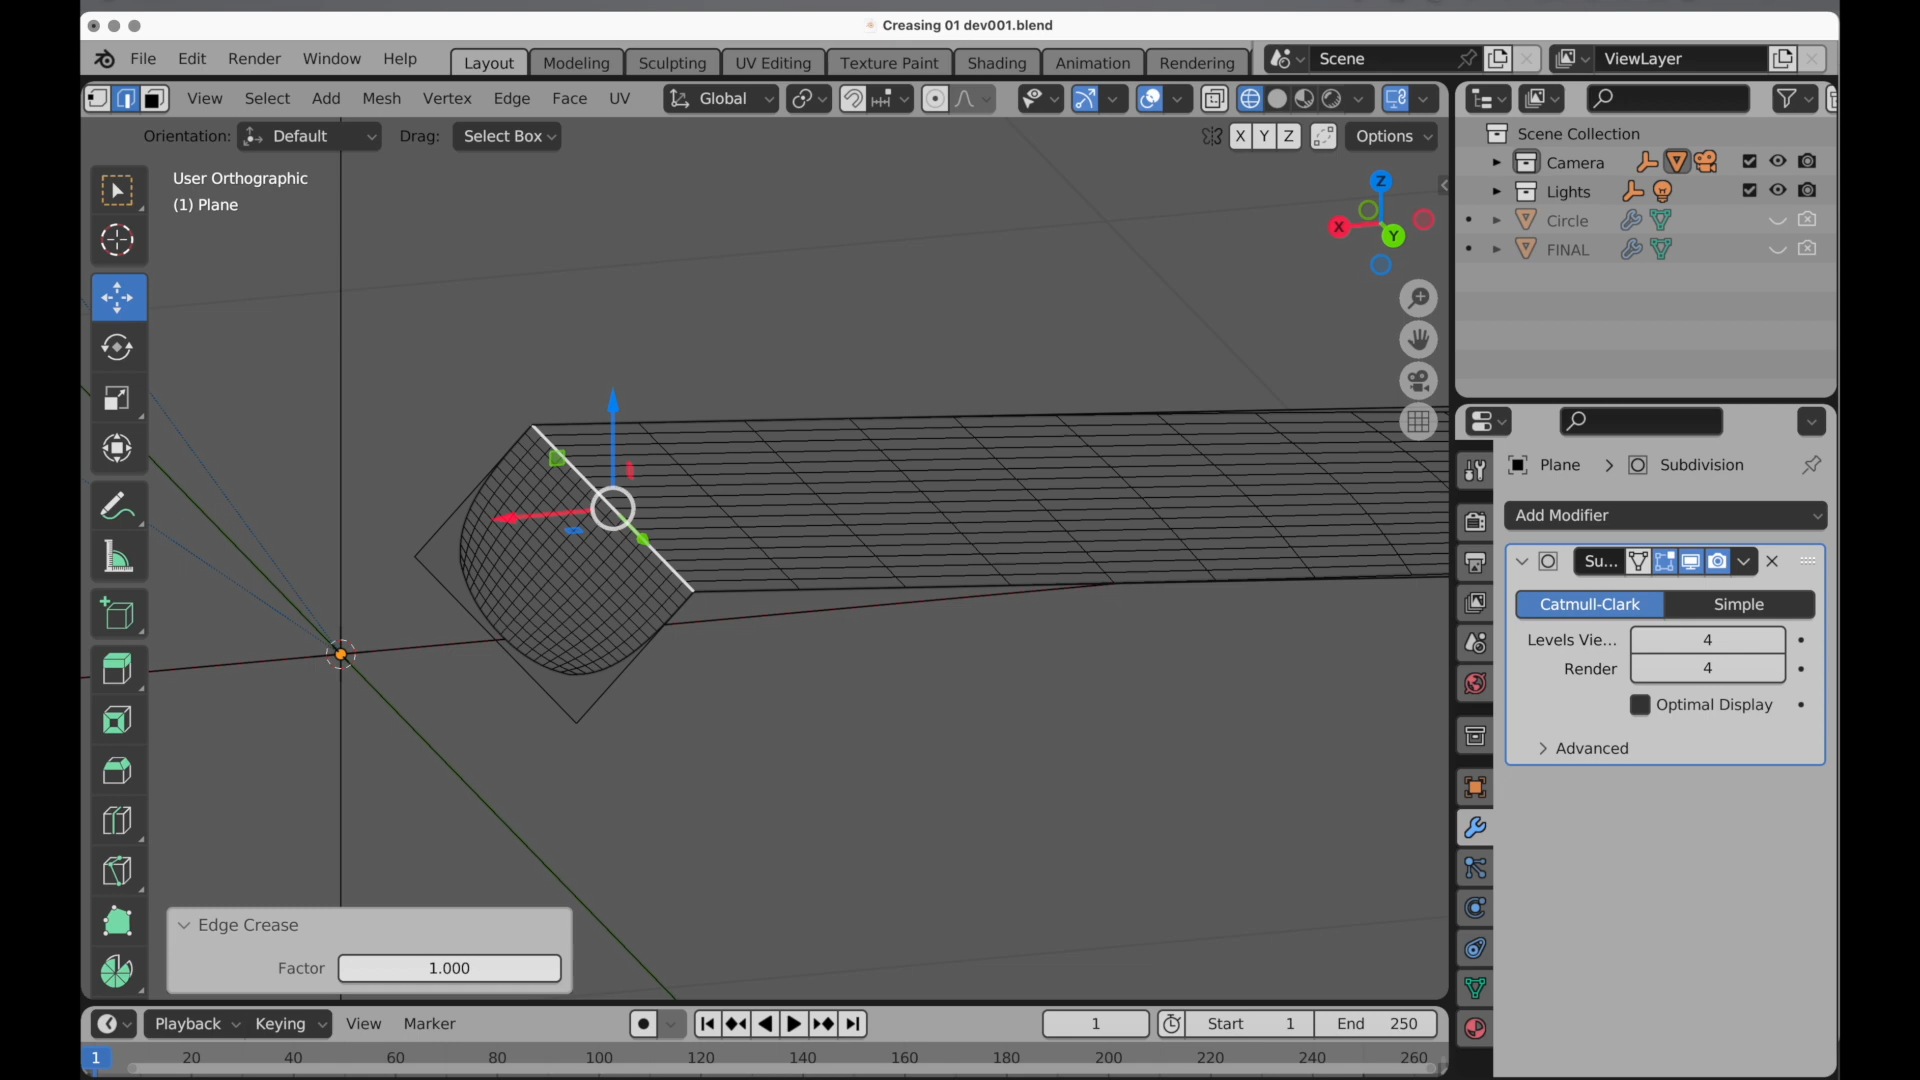 Creasing 01 dev001.blend
File Edit Render Window Help
Layout Modeling Sculpting UV Editing Texture Paint Shading Animation Rendering
Scene
ViewLayer
View Select Add Mesh Vertex Edge Face UV
Global
Orientation: Default Drag: Select Box
X Y Z
Options
User Orthographic
(1) Plane
Z
X
Y
Scene Collection
Camera
Lights
Circle
FINAL
Plane > Subdivision
Add Modifier
Su...
Catmull-Clark Simple
Levels Vie... 4
Render 4
Optimal Display
Advanced
Edge Crease
Factor 1.000
Playback Keying View Marker
1
Start 1
End 250
1 20 40 60 80 100 120 140 160 180 200 220 240 260